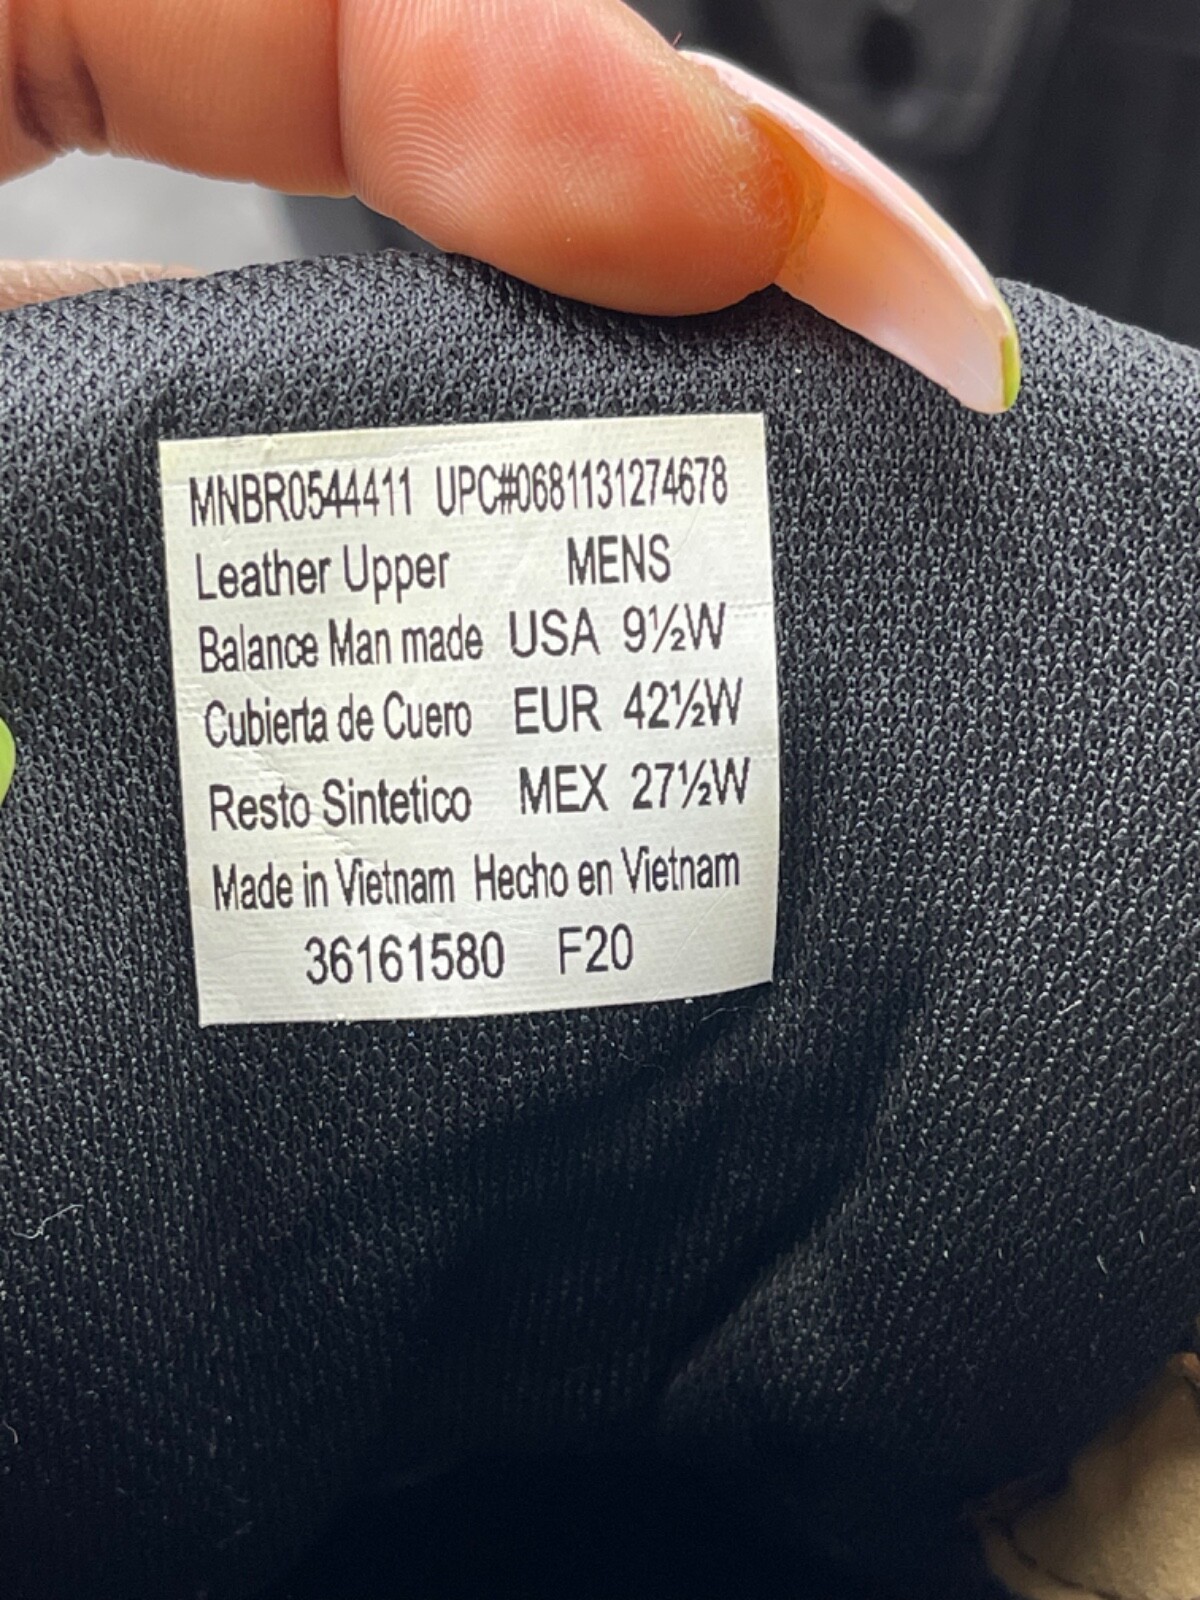 MNBR0544411 UPC#0681131274678
Leather Upper MENS
Balance Man made USA 9½W
Cubierta de Cuero EUR 42½W
Resto Sintetico MEX 27½W
Made in Vietnam Hecho en Vietnam
36161580 F20